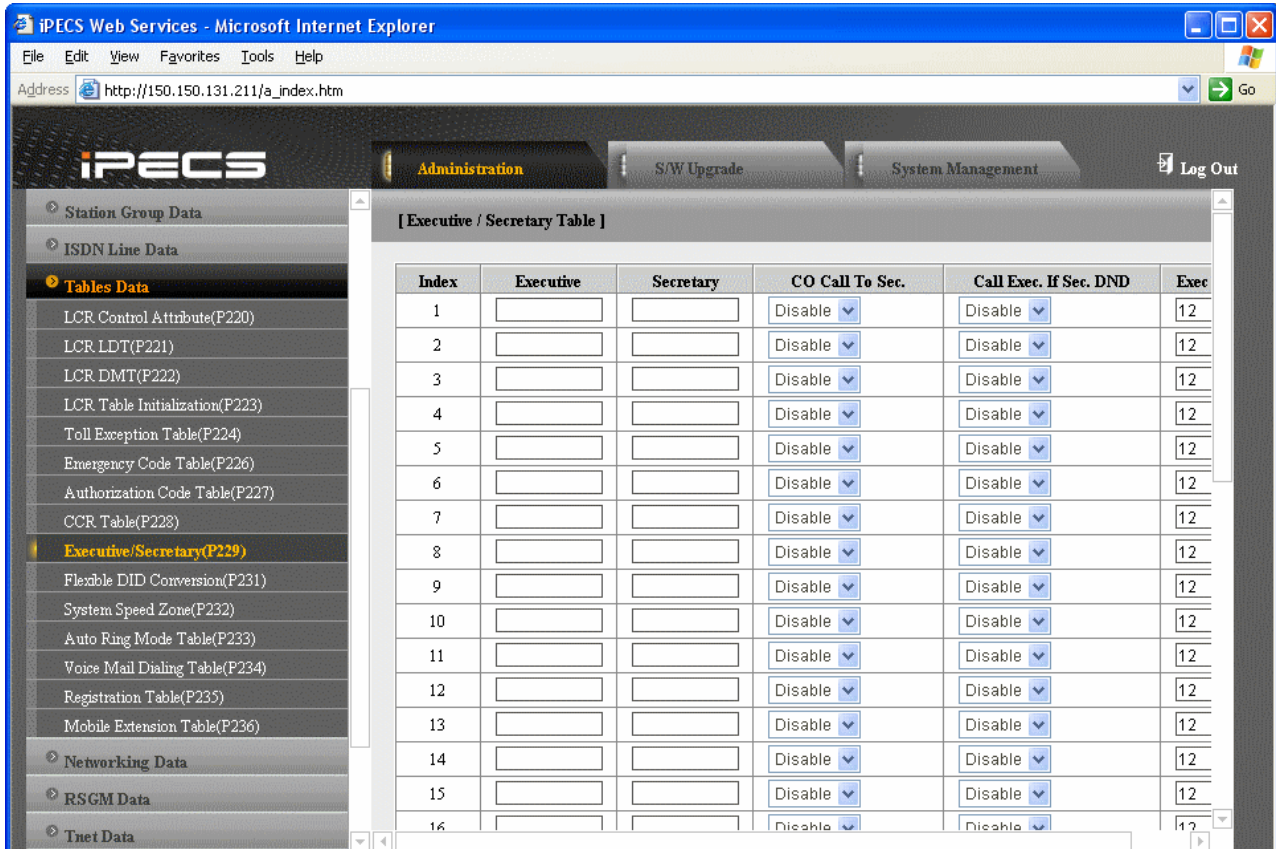 iPECS Web Services - Microsoft Internet Explorer
File Edit View Favorites Tools Help
Address http://150.150.131.211/a_index.htm Go
iPECS Administration S/W Upgrade System Management Log Out
Station Group Data
ISDN Line Data
Tables Data
LCR Control Attribute(P220)
LCR LDT(P221)
LCR DMT(P222)
LCR Table Initialization(P223)
Toll Exception Table(P224)
Emergency Code Table(P226)
Authorization Code Table(P227)
CCR Table(P228)
Executive/Secretary(P229)
Flexible DID Conversion(P231)
System Speed Zone(P232)
Auto Ring Mode Table(P233)
Voice Mail Dialing Table(P234)
Registration Table(P235)
Mobile Extension Table(P236)
Networking Data
RSGM Data
Tnet Data
[ Executive / Secretary Table ]
Index Executive Secretary CO Call To Sec. Call Exec. If Sec. DND Exec
1 Disable Disable 12
2 Disable Disable 12
3 Disable Disable 12
4 Disable Disable 12
5 Disable Disable 12
6 Disable Disable 12
7 Disable Disable 12
8 Disable Disable 12
9 Disable Disable 12
10 Disable Disable 12
11 Disable Disable 12
12 Disable Disable 12
13 Disable Disable 12
14 Disable Disable 12
15 Disable Disable 12
16 Disable Disable 12